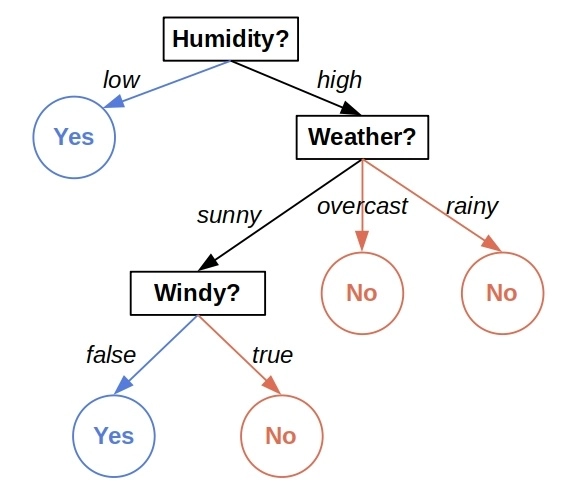 Humidity?
low
high
Yes
Weather?
sunny
overcast
rainy
Windy?
No
No
false
true
Yes
No